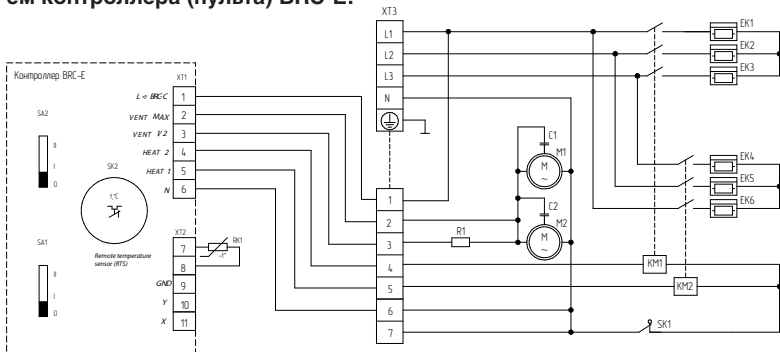 ем контроллера (пульта) BRC-E.
Контроллер BRC-E
SA2
II
I
0
SK2
t,°C
Remote temperature
sensor (RTS)
SA1
II
I
0
XT1
L < BRGC 1
VENT MAX 2
VENT 1/2 3
HEAT 2 4
HEAT 1 5
N 6
XT2
7
8
GND 9
Y 10
X 11
RK1
-t°
XT3
L1
L2
L3
N
1
2
3
4
5
6
7
R1
C1
M1
M
~
C2
M2
M
~
EK1
EK2
EK3
EK4
EK5
EK6
KM1
KM2
SK1